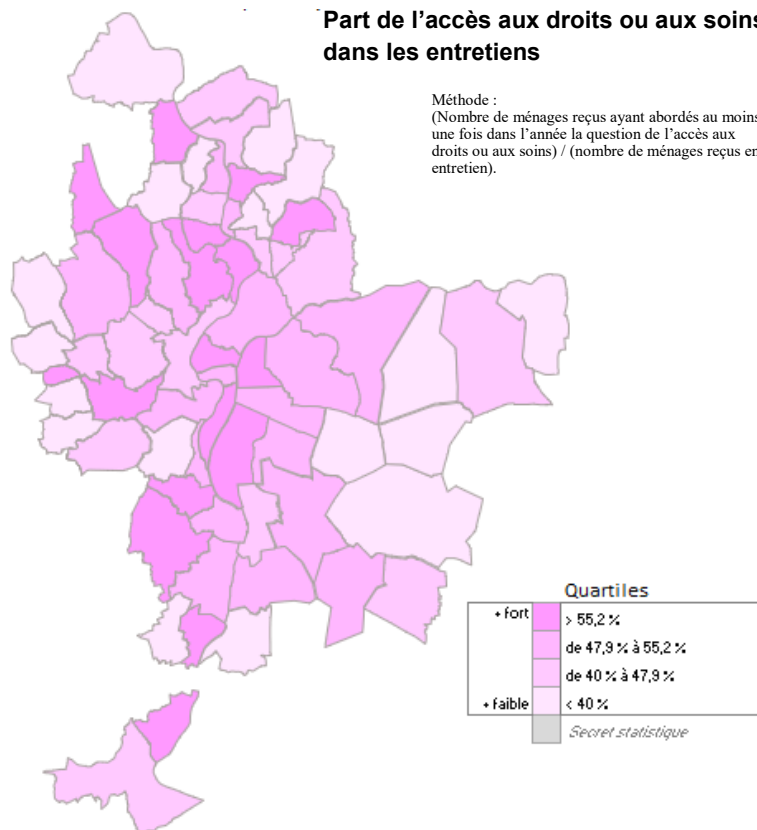 Part de l’accès aux droits ou aux soins
dans les entretiens
Méthode :
(Nombre de ménages reçus ayant abordés au moins
une fois dans l’année la question de l’accès aux
droits ou aux soins) / (nombre de ménages reçus en
entretien).
Quartiles
+ fort > 55,2 %
de 47,9 % à 55,2 %
de 40 % à 47,9 %
+ faible < 40 %
Secret statistique